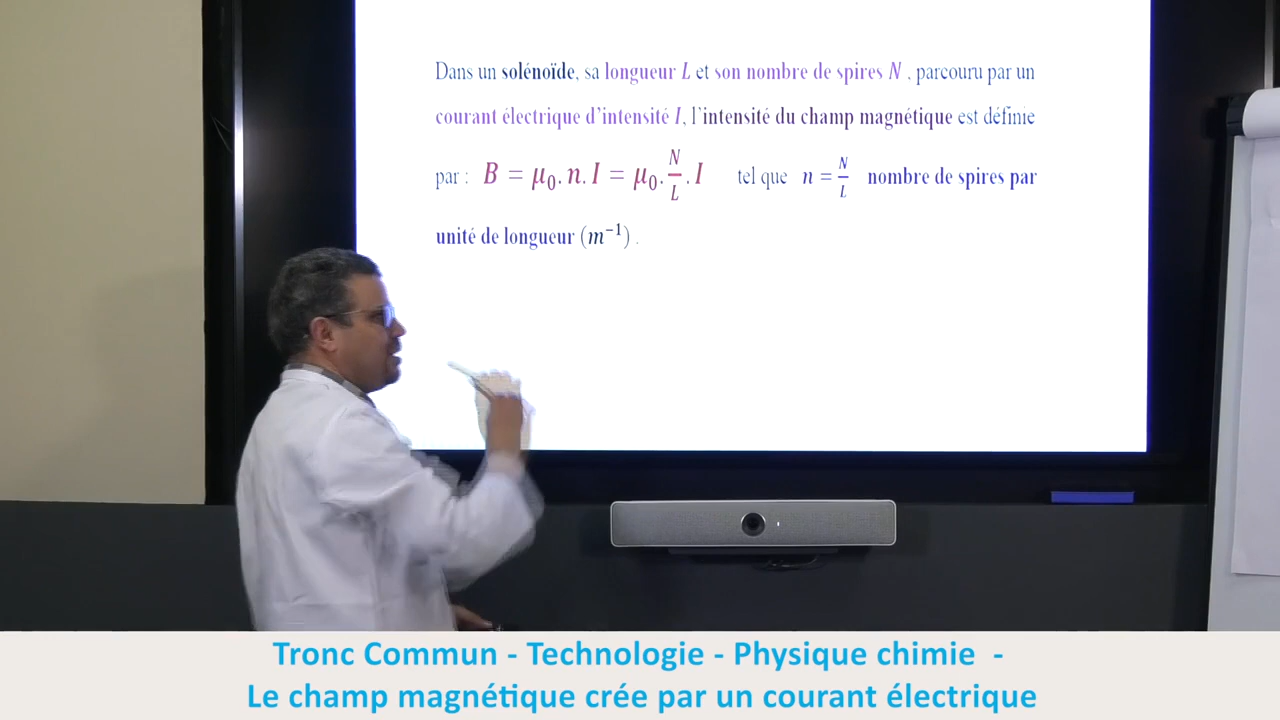 Dans un solénoïde, sa longueur L et son nombre de spires N , parcouru par un
courant électrique d'intensité I, l'intensité du champ magnétique est définie
par : B = μ₀. n. I = μ₀. N/L . I tel que n = N/L nombre de spires par
unité de longueur (m⁻¹) .
Tronc Commun - Technologie - Physique chimie -
Le champ magnétique crée par un courant électrique